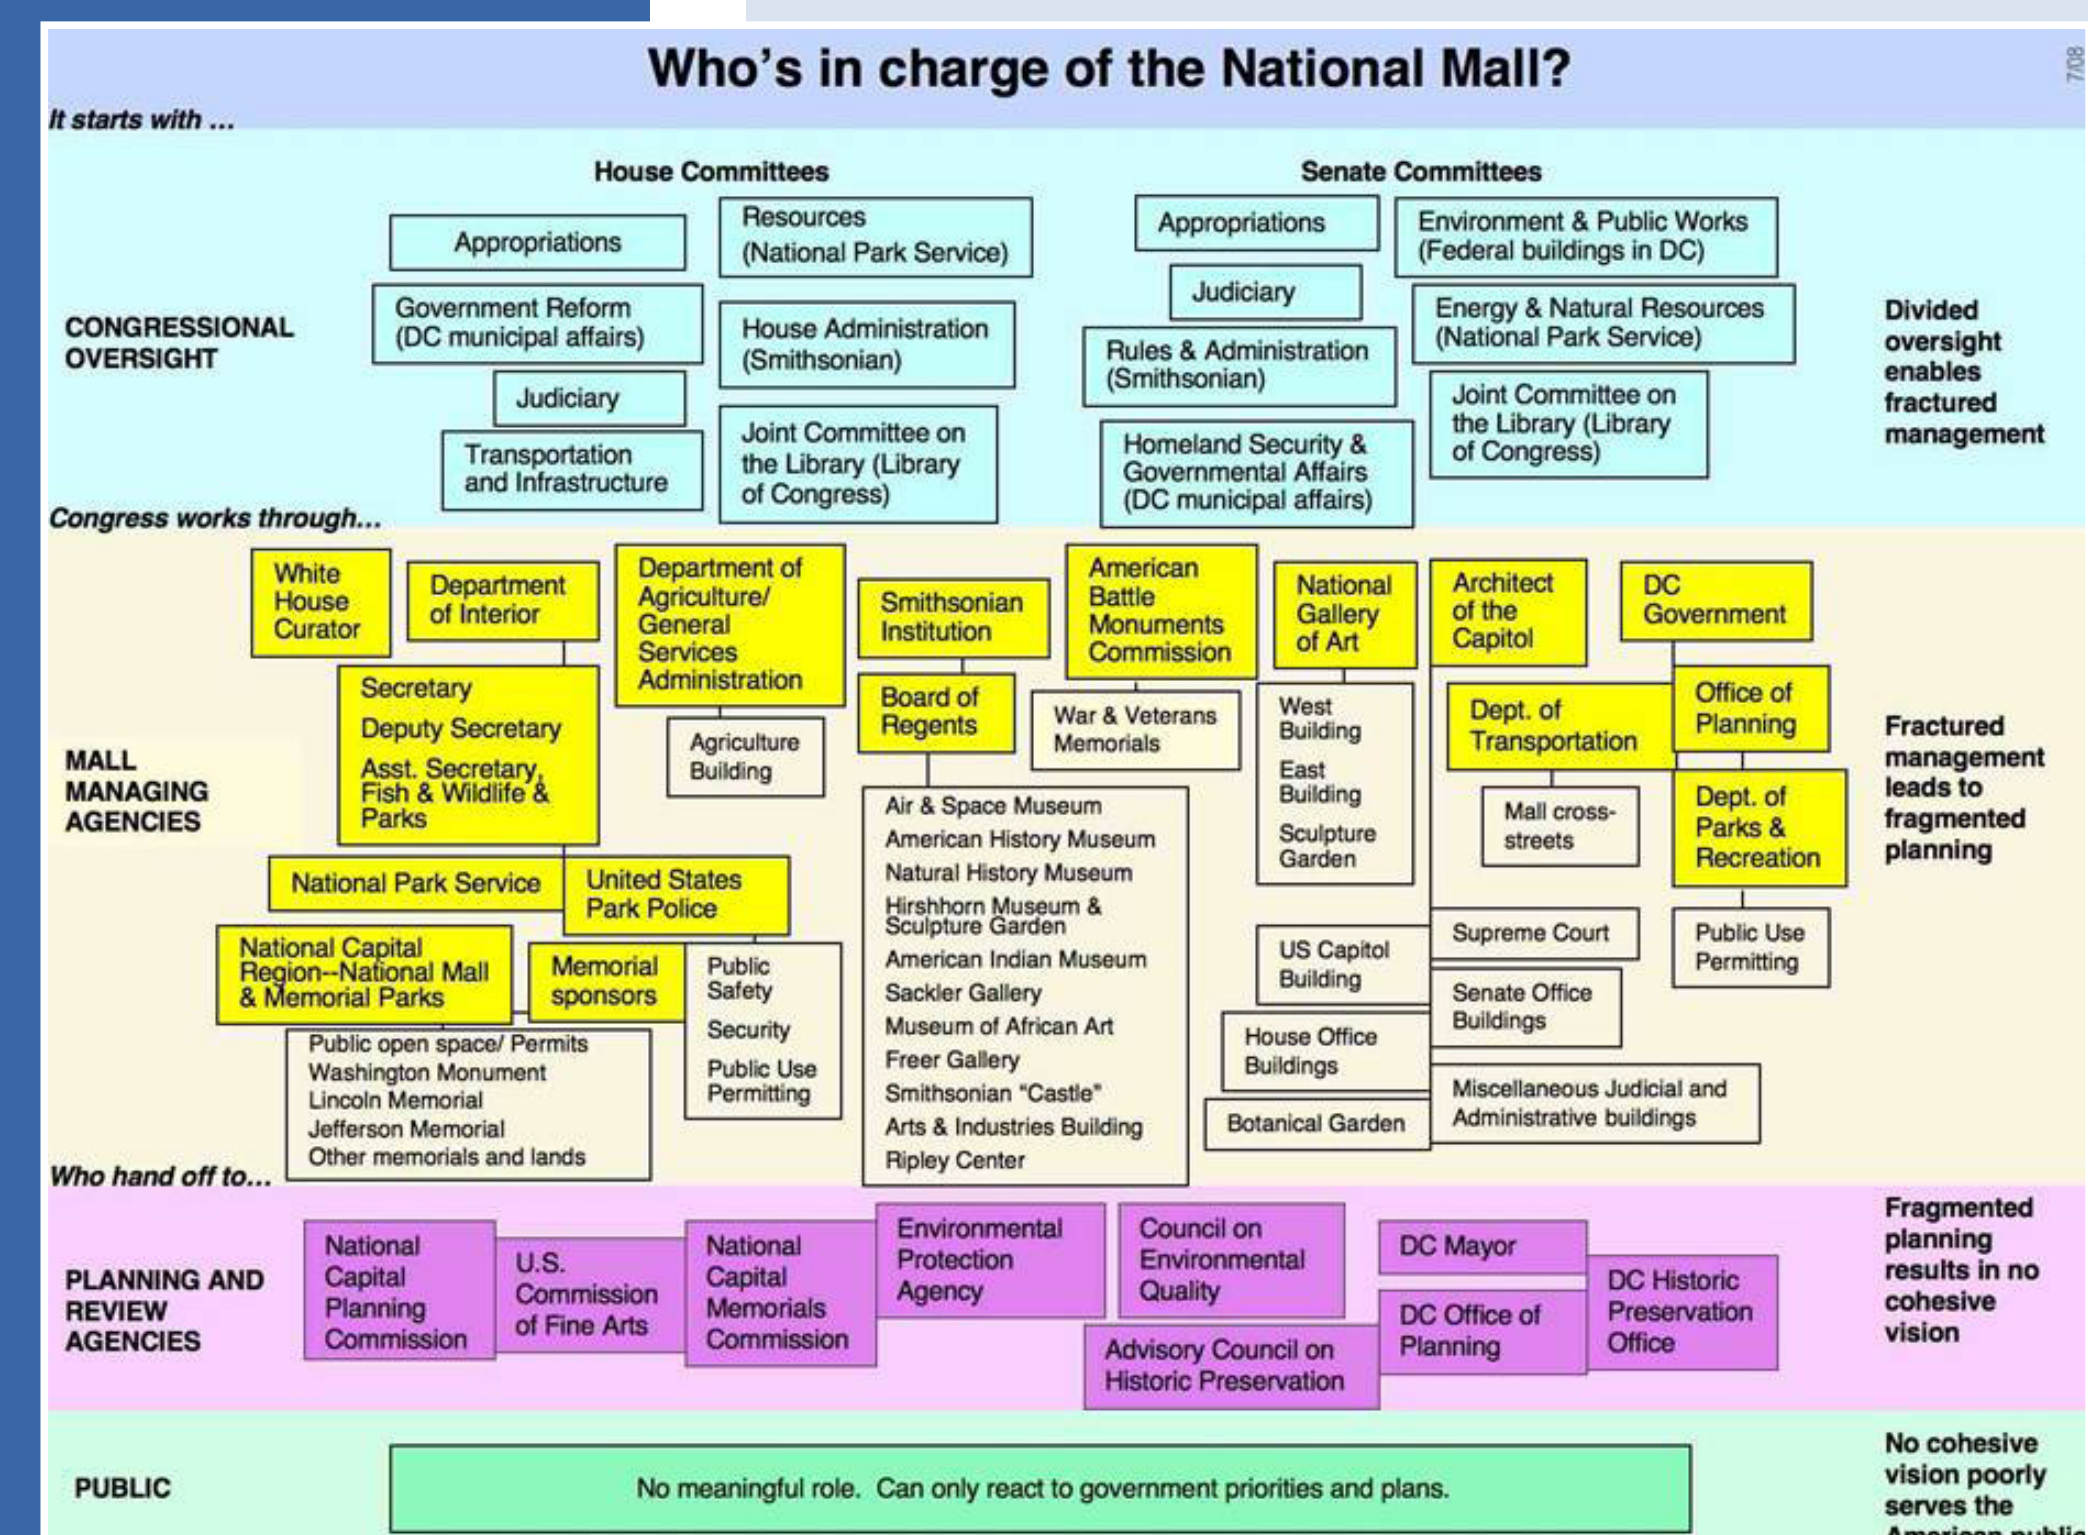 Who's in charge of the National Mall?
7/08
It starts with ...
House Committees
Senate Committees
CONGRESSIONAL
OVERSIGHT
Appropriations
Resources
(National Park Service)
Government Reform
(DC municipal affairs)
House Administration
(Smithsonian)
Judiciary
Transportation
and Infrastructure
Joint Committee on
the Library (Library
of Congress)
Appropriations
Environment & Public Works
(Federal buildings in DC)
Judiciary
Energy & Natural Resources
(National Park Service)
Rules & Administration
(Smithsonian)
Joint Committee on
the Library (Library
of Congress)
Homeland Security &
Governmental Affairs
(DC municipal affairs)
Divided
oversight
enables
fractured
management
Congress works through...
MALL
MANAGING
AGENCIES
White
House
Curator
Department
of Interior
Secretary
Deputy Secretary
Asst. Secretary,
Fish & Wildlife &
Parks
National Park Service
United States
Park Police
National Capital
Region--National Mall
& Memorial Parks
Memorial
sponsors
Public
Safety
Security
Public Use
Permitting
Public open space/ Permits
Washington Monument
Lincoln Memorial
Jefferson Memorial
Other memorials and lands
Department of
Agriculture/
General
Services
Administration
Agriculture
Building
Smithsonian
Institution
Board of
Regents
Air & Space Museum
American History Museum
Natural History Museum
Hirshhorn Museum &
Sculpture Garden
American Indian Museum
Sackler Gallery
Museum of African Art
Freer Gallery
Smithsonian "Castle"
Arts & Industries Building
Ripley Center
American
Battle
Monuments
Commission
War & Veterans
Memorials
National
Gallery
of Art
West
Building
East
Building
Sculpture
Garden
Architect
of the
Capitol
US Capitol
Building
Supreme Court
Senate Office
Buildings
House Office
Buildings
Miscellaneous Judicial and
Administrative buildings
Botanical Garden
DC
Government
Dept. of
Transportation
Mall cross-
streets
Office of
Planning
Dept. of
Parks &
Recreation
Public Use
Permitting
Fractured
management
leads to
fragmented
planning
Who hand off to...
PLANNING AND
REVIEW
AGENCIES
National
Capital
Planning
Commission
U.S.
Commission
of Fine Arts
National
Capital
Memorials
Commission
Environmental
Protection
Agency
Council on
Environmental
Quality
Advisory Council on
Historic Preservation
DC Mayor
DC Office of
Planning
DC Historic
Preservation
Office
Fragmented
planning
results in no
cohesive
vision
PUBLIC
No meaningful role. Can only react to government priorities and plans.
No cohesive
vision poorly
serves the
American public